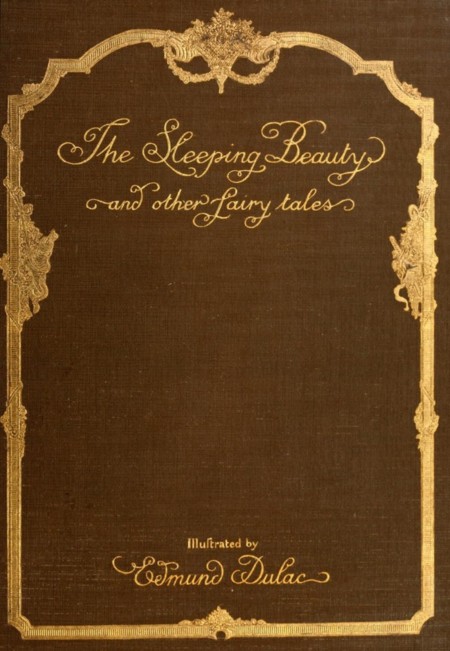 The Sleeping Beauty
and other fairy tales
Illuſtrated by
Edmund Dulac